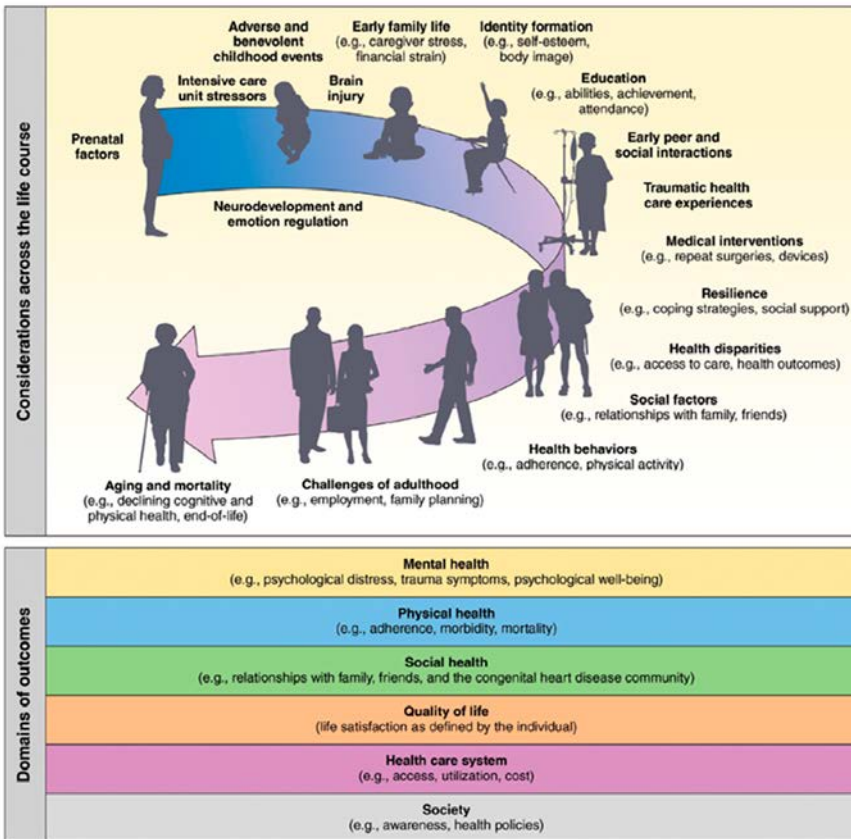 Considerations across the life course
Adverse and
benevolent
childhood events
Early family life
(e.g., caregiver stress,
financial strain)
Identity formation
(e.g., self-esteem,
body image)
Intensive care
unit stressors
Brain
injury
Education
(e.g., abilities, achievement,
attendance)
Prenatal
factors
Early peer and
social interactions
Neurodevelopment and
emotion regulation
Traumatic health
care experiences
Medical interventions
(e.g., repeat surgeries, devices)
Resilience
(e.g., coping strategies, social support)
Health disparities
(e.g., access to care, health outcomes)
Social factors
(e.g., relationships with family, friends)
Health behaviors
(e.g., adherence, physical activity)
Challenges of adulthood
(e.g., employment, family planning)
Aging and mortality
(e.g., declining cognitive and
physical health, end-of-life)
Domains of outcomes
Mental health
(e.g., psychological distress, trauma symptoms, psychological well-being)
Physical health
(e.g., adherence, morbidity, mortality)
Social health
(e.g., relationships with family, friends, and the congenital heart disease community)
Quality of life
(life satisfaction as defined by the individual)
Health care system
(e.g., access, utilization, cost)
Society
(e.g., awareness, health policies)